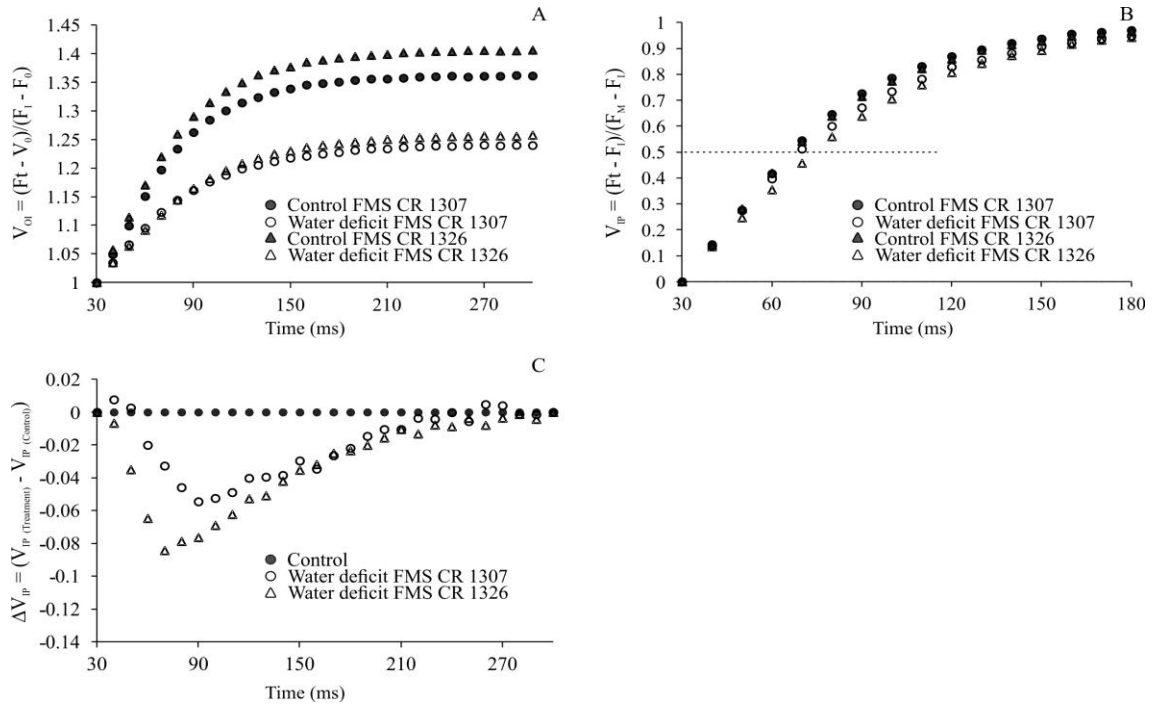 A
1.45
1.4
1.35
1.3
1.25
1.2
1.15
1.1
1.05
1
V_OI = (Ft - V_0)/(F_I - F_0)
Control FMS CR 1307
Water deficit FMS CR 1307
Control FMS CR 1326
Water deficit FMS CR 1326
30 90 150 210 270
Time (ms)
B
1
0.9
0.8
0.7
0.6
0.5
0.4
0.3
0.2
0.1
0
V_IP = (Ft - F_I)/(F_M - F_I)
Control FMS CR 1307
Water deficit FMS CR 1307
Control FMS CR 1326
Water deficit FMS CR 1326
30 60 90 120 150 180
Time (ms)
C
0.02
0
-0.02
-0.04
-0.06
-0.08
-0.1
-0.12
-0.14
ΔV_IP = (V_IP (Treatment) - V_IP (Control))
Control
Water deficit FMS CR 1307
Water deficit FMS CR 1326
30 90 150 210 270
Time (ms)